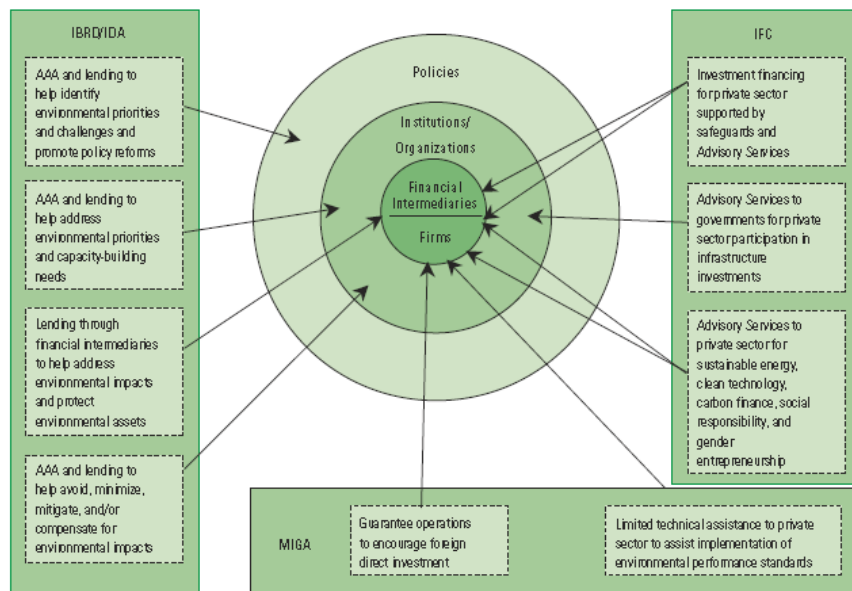 IBRD/IDA
AAA and lending to
help identify
environmental priorities
and challenges and
promote policy reforms
AAA and lending to
help address
environmental priorities
and capacity-building
needs
Lending through
financial intermediaries
to help address
environmental impacts
and protect
environmental assets
AAA and lending to
help avoid, minimize,
mitigate, and/or
compensate for
environmental impacts
Policies
Institutions/
Organizations
Financial
Intermediaries
Firms
IFC
Investment financing
for private sector
supported by
safeguards and
Advisory Services
Advisory Services to
governments for private
sector participation in
infrastructure
investments
Advisory Services to
private sector for
sustainable energy,
clean technology,
carbon finance, social
responsibility, and
gender
entrepreneurship
MIGA
Guarantee operations
to encourage foreign
direct investment
Limited technical assistance to private
sector to assist implementation of
environmental performance standards